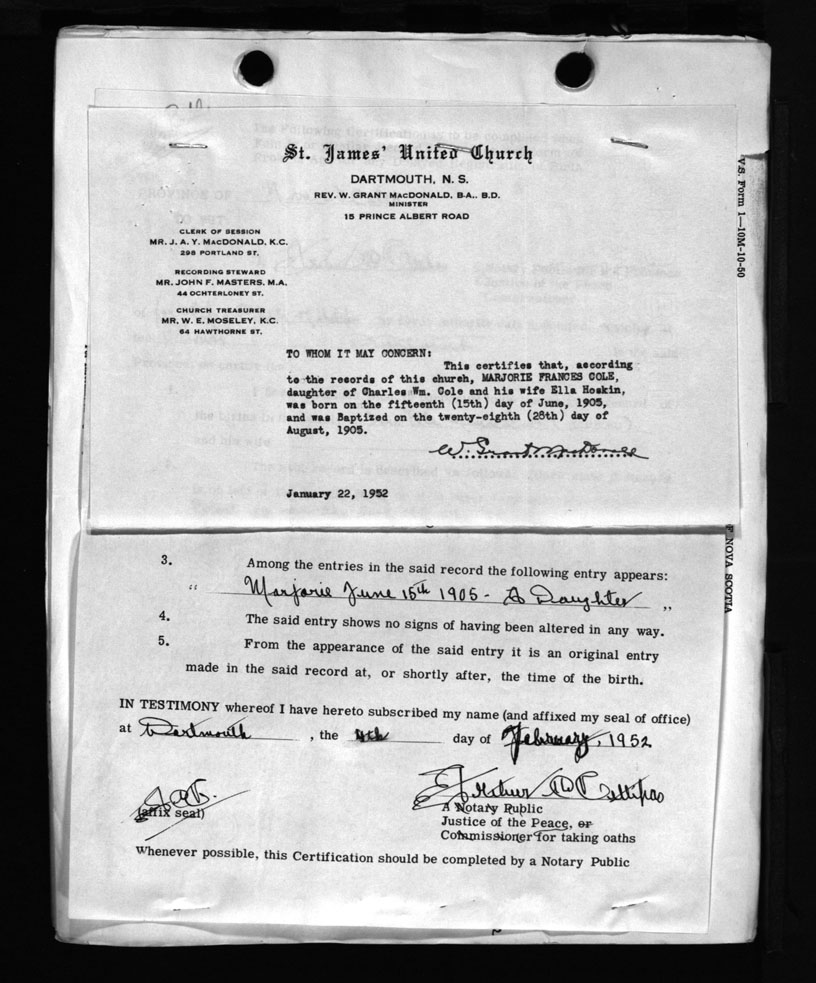 St. James' United Church
DARTMOUTH, N. S.
REV. W. GRANT MACDONALD, B.A., B.D.
MINISTER
15 PRINCE ALBERT ROAD
CLERK OF SESSION
MR. J. A. Y. MACDONALD, K.C.
298 PORTLAND ST.
RECORDING STEWARD
MR. JOHN F. MASTERS, M.A.
44 OCHTERLONEY ST.
CHURCH TREASURER
MR. W. E. MOSELEY, K.C.
64 HAWTHORNE ST.
TO WHOM IT MAY CONCERN:
This certifies that, according
to the records of this church, MARJORIE FRANCES COLE,
daughter of Charles Wm. Cole and his wife Ella Hoskin,
was born on the fifteenth (15th) day of June, 1905,
and was Baptized on the twenty-eighth (28th) day of
August, 1905.
W. Grant MacDonald
January 22, 1952
V.S. Form 1—10M-10-50
F NOVA SCOTIA
3. Among the entries in the said record the following entry appears:
" Marjorie June 15th 1905 - A Daughter "
4. The said entry shows no signs of having been altered in any way.
5. From the appearance of the said entry it is an original entry
made in the said record at, or shortly after, the time of the birth.
IN TESTIMONY whereof I have hereto subscribed my name (and affixed my seal of office)
at Dartmouth, the 4th day of February, 1952
(affix seal)
A Notary Public
Justice of the Peace, or
Commissioner for taking oaths
Whenever possible, this Certification should be completed by a Notary Public